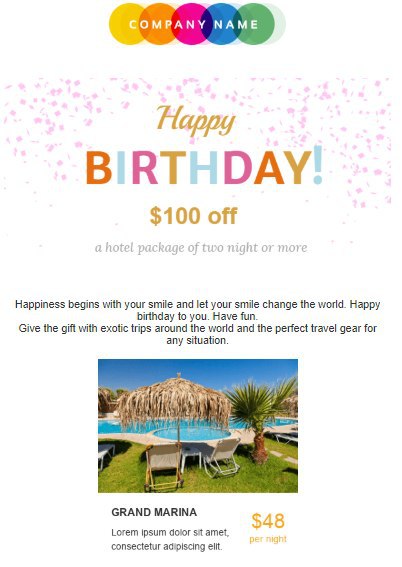 COMPANY NAME
Happy
BIRTHDAY!
$100 off
a hotel package of two night or more
Happiness begins with your smile and let your smile change the world. Happy
birthday to you. Have fun.
Give the gift with exotic trips around the world and the perfect travel gear for
any situation.
GRAND MARINA
$48
per night
Lorem ipsum dolor sit amet,
consectetur adipiscing elit.